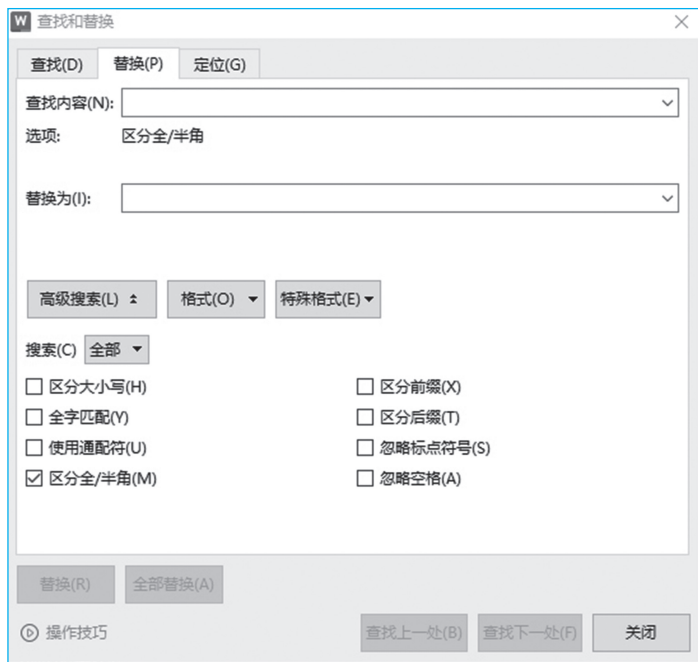 W 查找和替换
查找(D) 替换(P) 定位(G)
查找内容(N):
选项: 区分全/半角
替换为(I):
高级搜索(L) 格式(O) 特殊格式(E)
搜索(C) 全部
区分大小写(H) 区分前缀(X)
全字匹配(Y) 区分后缀(T)
使用通配符(U) 忽略标点符号(S)
区分全/半角(M) 忽略空格(A)
替换(R) 全部替换(A)
操作技巧 查找上一处(B) 查找下一处(F) 关闭